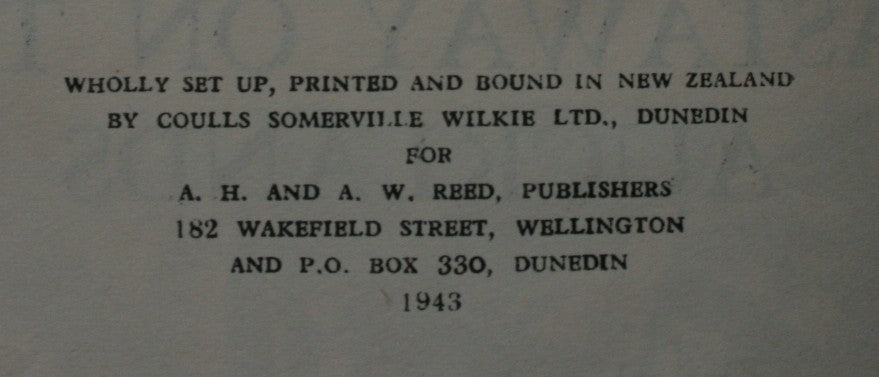 WHOLLY SET UP, PRINTED AND BOUND IN NEW ZEALAND
BY COULLS SOMERVILLE WILKIE LTD., DUNEDIN
FOR
A. H. AND A. W. REED, PUBLISHERS
182 WAKEFIELD STREET, WELLINGTON
AND P.O. BOX 330, DUNEDIN
1943